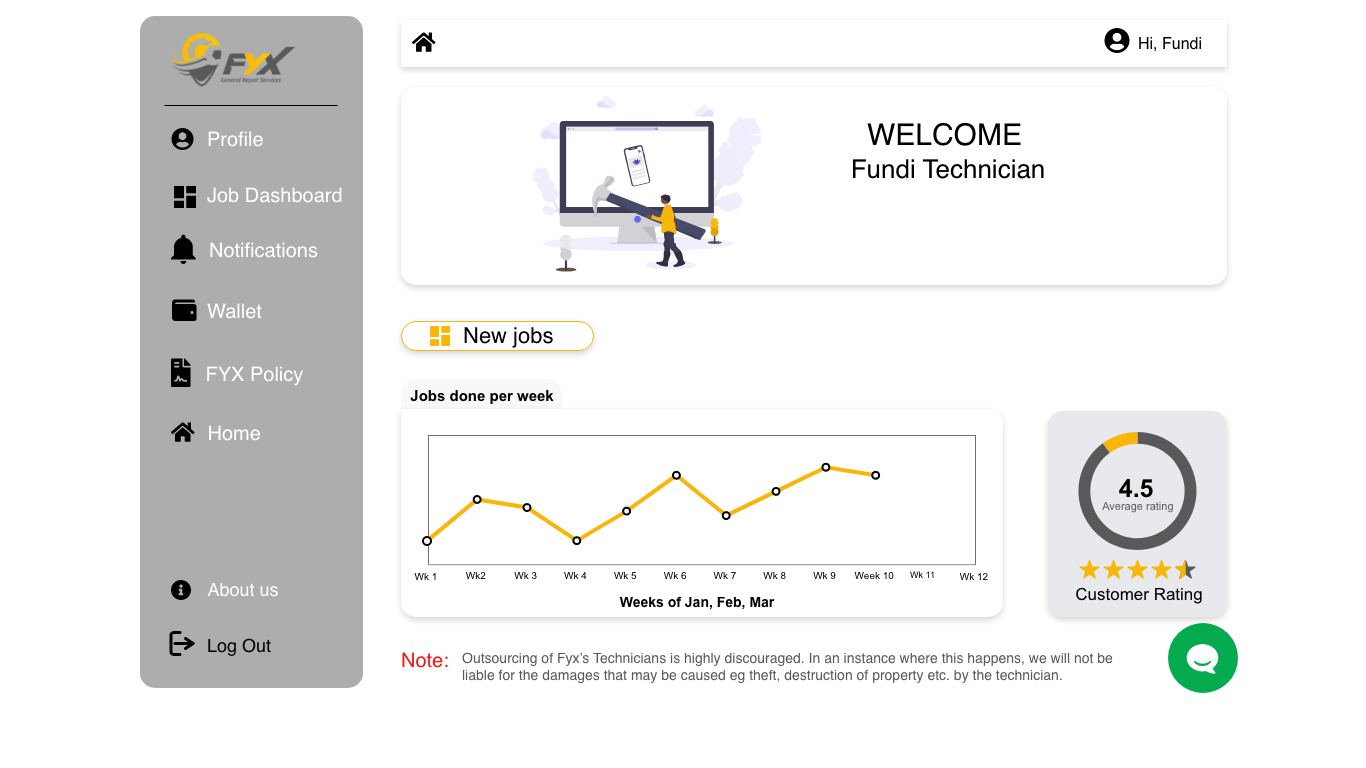 FYX
General Repair Services
Profile
Job Dashboard
Notifications
Wallet
FYX Policy
Home
About us
Log Out
Hi, Fundi
WELCOME
Fundi Technician
New jobs
Jobs done per week
Wk 1 Wk2 Wk 3 Wk 4 Wk 5 Wk 6 Wk 7 Wk 8 Wk 9 Week 10 Wk 11 Wk 12
Weeks of Jan, Feb, Mar
4.5
Average rating
Customer Rating
Note: Outsourcing of Fyx’s Technicians is highly discouraged. In an instance where this happens, we will not be
liable for the damages that may be caused eg theft, destruction of property etc. by the technician.